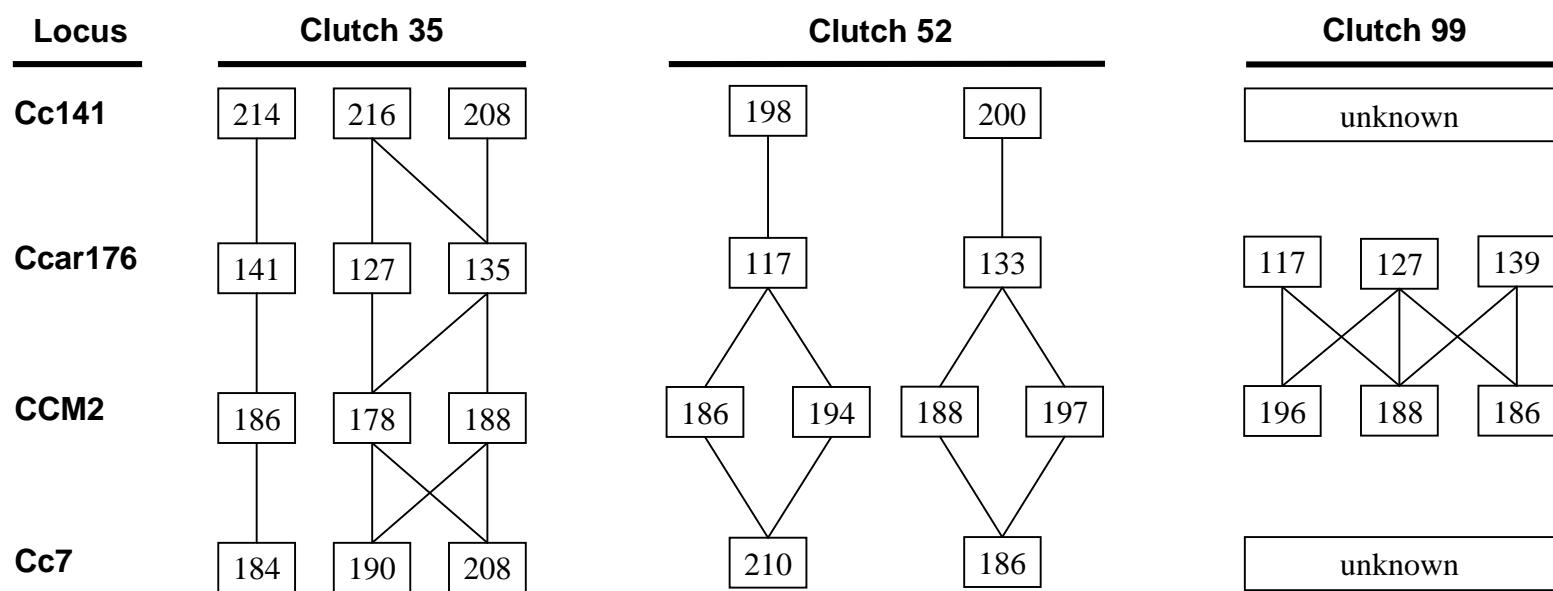 Locus Clutch 35 Clutch 52 Clutch 99
Cc141 214 216 208 198 200 unknown
Ccar176 141 127 135 117 133 117 127 139
CCM2 186 178 188 186 194 188 197 196 188 186
Cc7 184 190 208 210 186 unknown